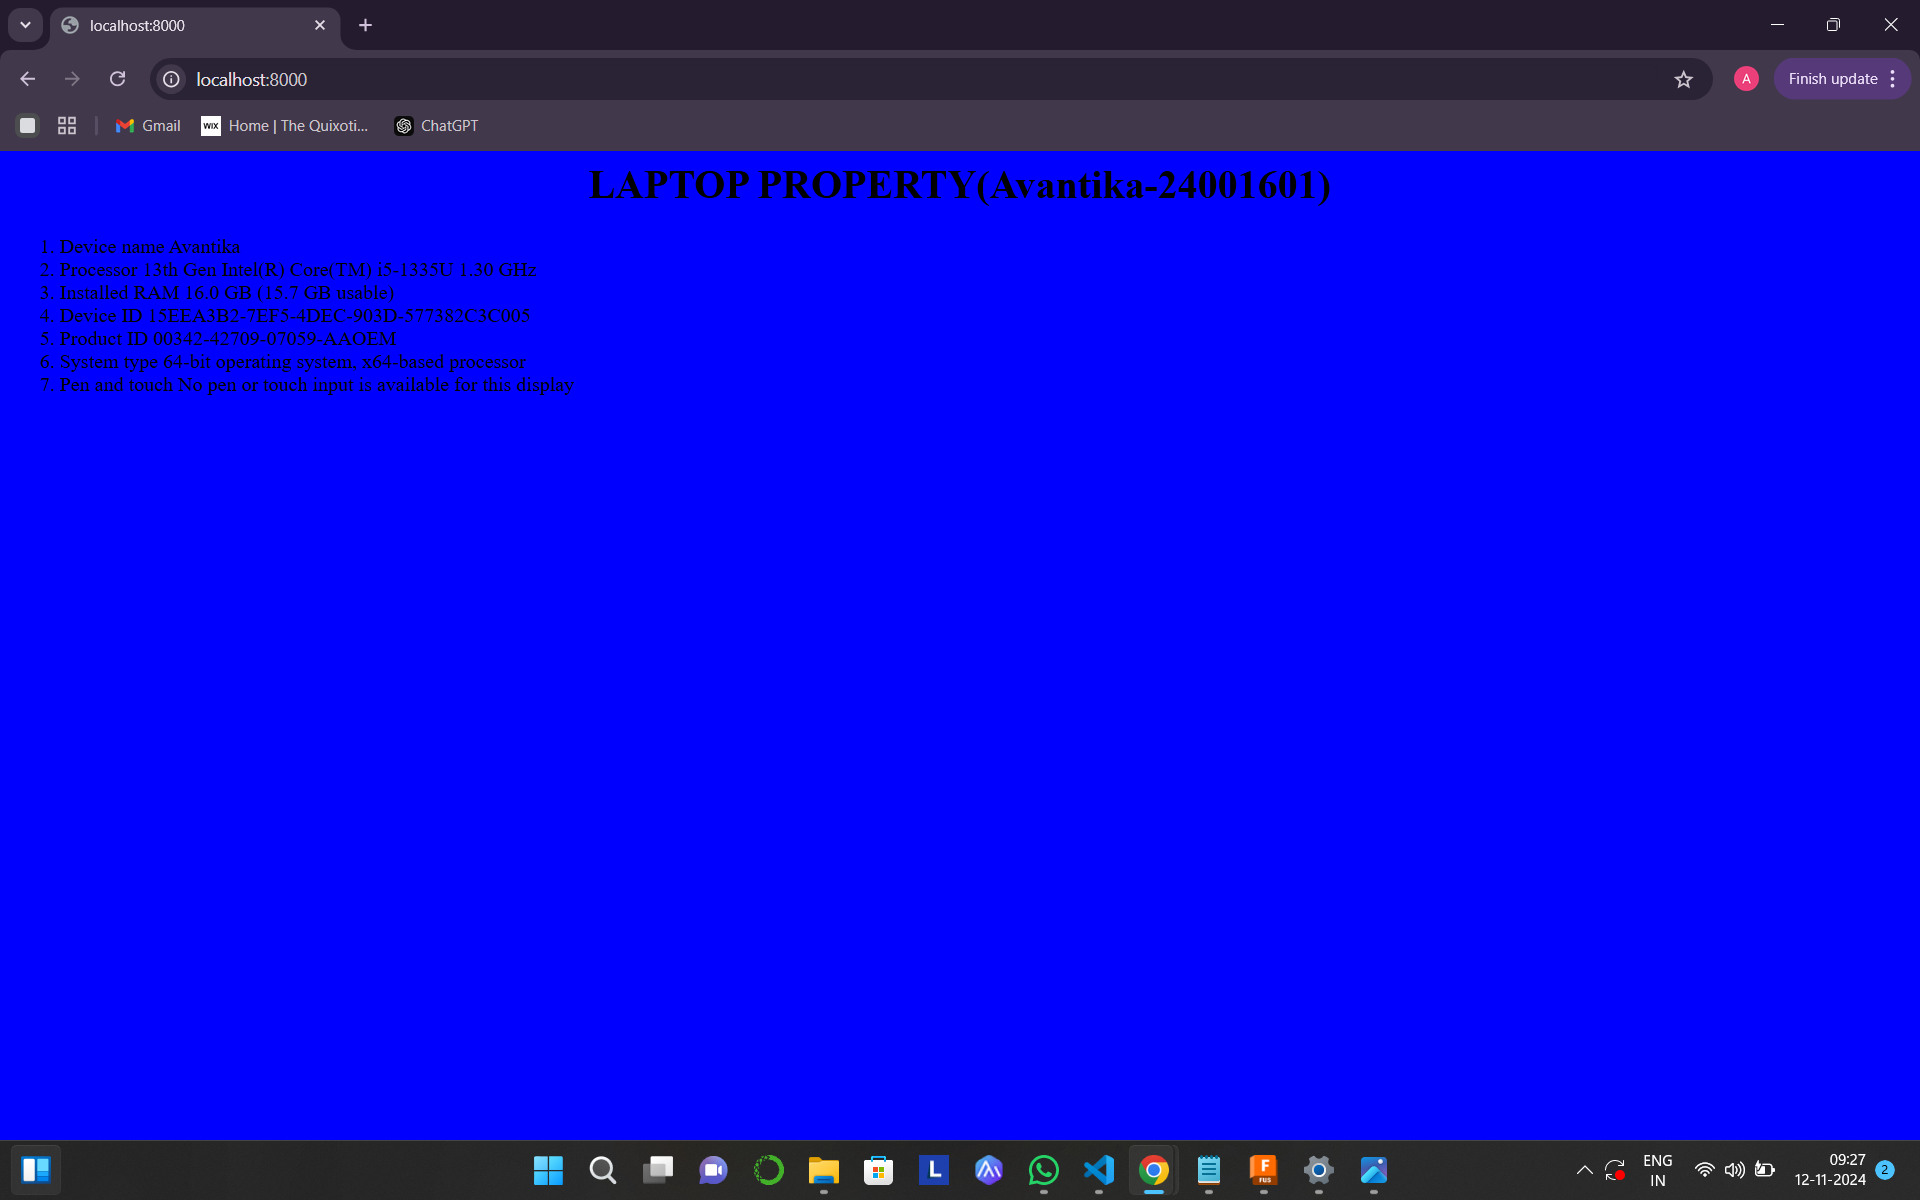 localhost:8000
localhost:8000
A
Finish update
Gmail
WIX
Home | The Quixoti...
ChatGPT
LAPTOP PROPERTY(Avantika-24001601)
1. Device name Avantika
2. Processor 13th Gen Intel(R) Core(TM) i5-1335U 1.30 GHz
3. Installed RAM 16.0 GB (15.7 GB usable)
4. Device ID 15EEA3B2-7EF5-4DEC-903D-577382C3C005
5. Product ID 00342-42709-07059-AAOEM
6. System type 64-bit operating system, x64-based processor
7. Pen and touch No pen or touch input is available for this display
L
F
FUS
ENG
IN
09:27
12-11-2024
2